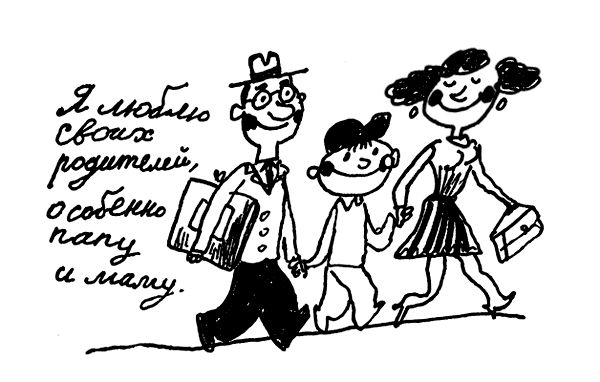 Я люблю
своих
родителей,
особенно
папу
и маму.